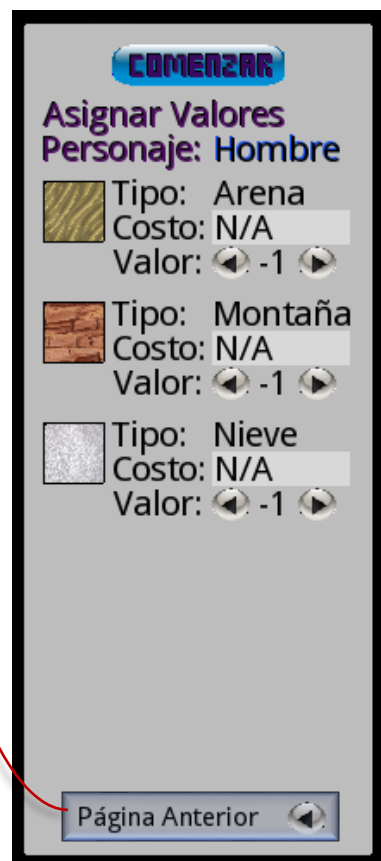 COMENZAR
Asignar Valores
Personaje: Hombre
Tipo: Arena
Costo: N/A
Valor: -1
Tipo: Montaña
Costo: N/A
Valor: -1
Tipo: Nieve
Costo: N/A
Valor: -1
Página Anterior